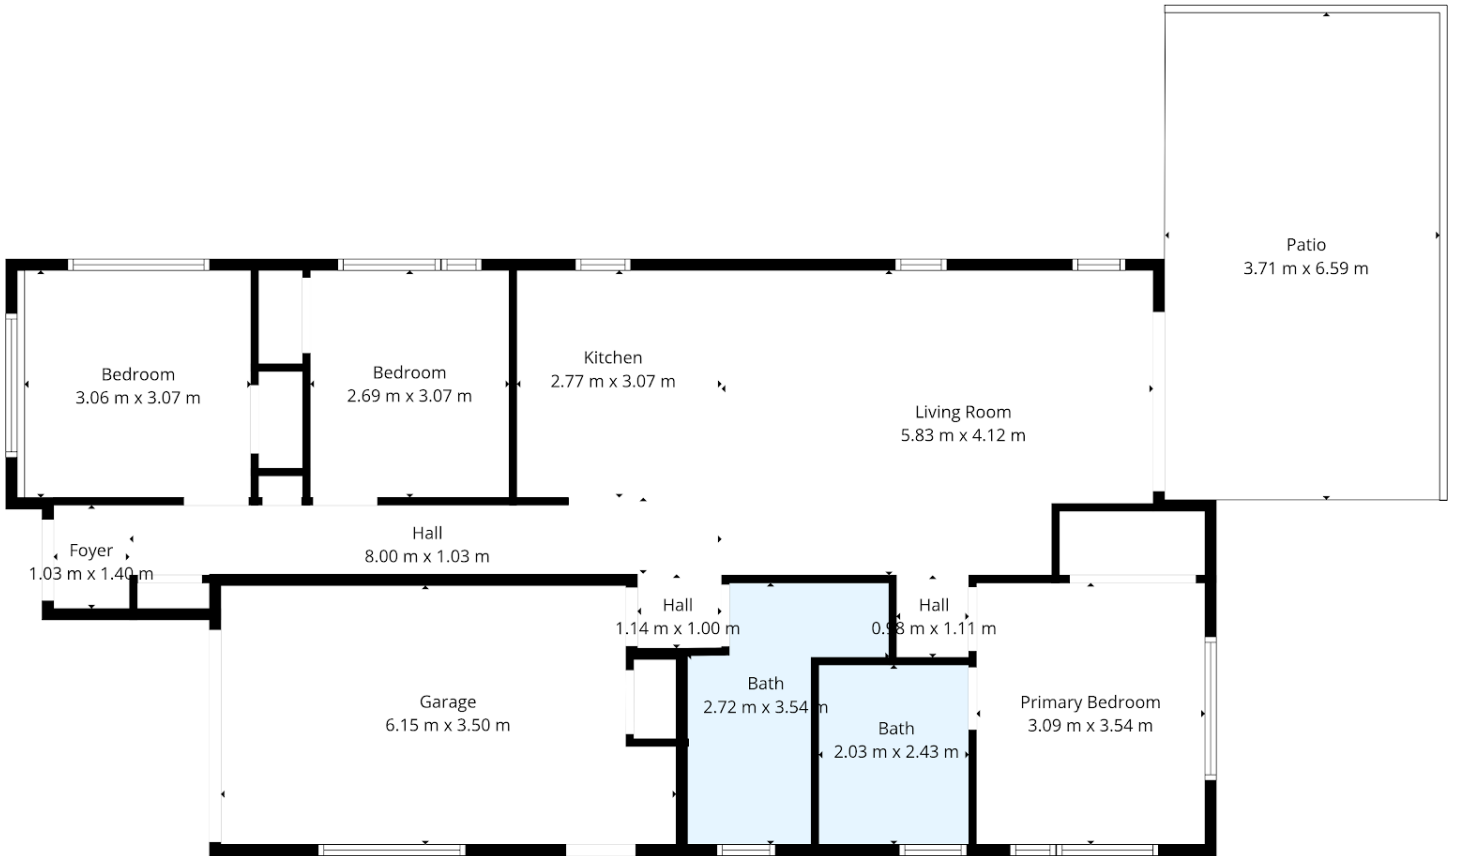 Patio
3.71 m x 6.59 m
Bedroom
3.06 m x 3.07 m
Bedroom
2.69 m x 3.07 m
Kitchen
2.77 m x 3.07 m
Living Room
5.83 m x 4.12 m
Foyer
1.03 m x 1.40 m
Hall
8.00 m x 1.03 m
Hall
1.14 m x 1.00 m
Hall
0.98 m x 1.11 m
Garage
6.15 m x 3.50 m
Bath
2.72 m x 3.54 m
Bath
2.03 m x 2.43 m
Primary Bedroom
3.09 m x 3.54 m